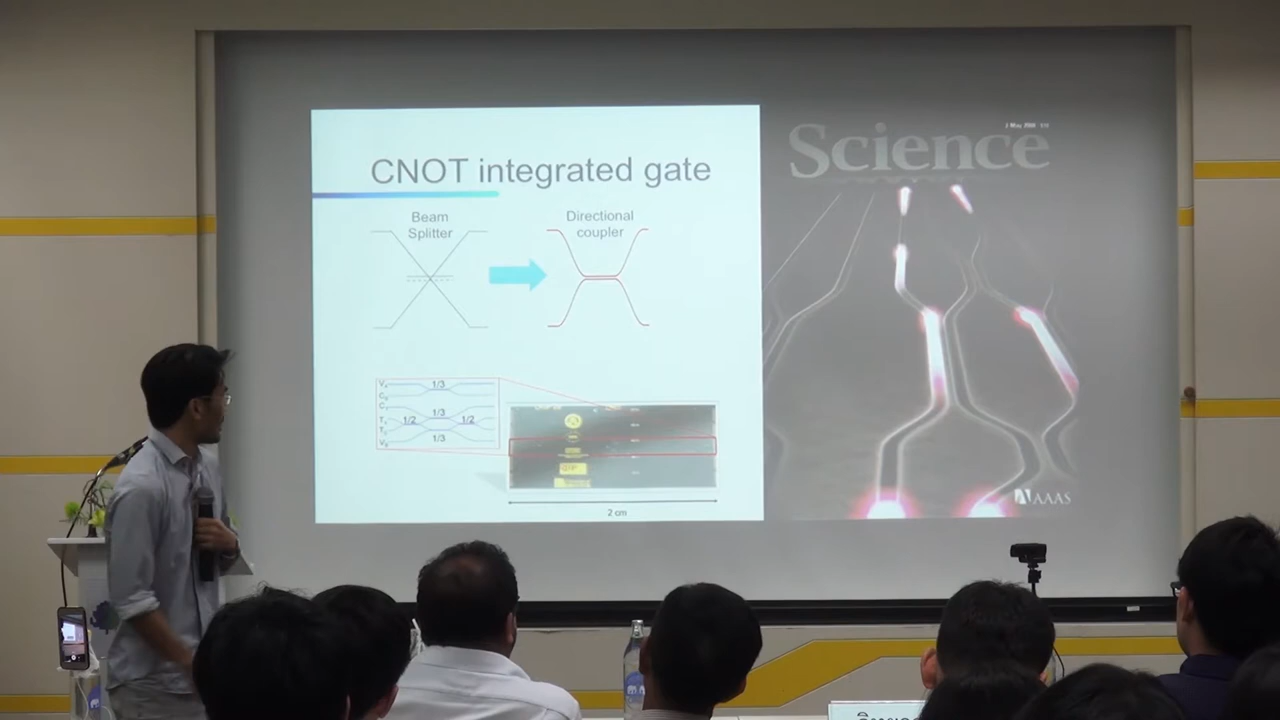 CNOT integrated gate
Beam
Splitter
Directional
coupler
1/3
1/3
1/2
1/2
1/3
2 cm
Science
AAAS